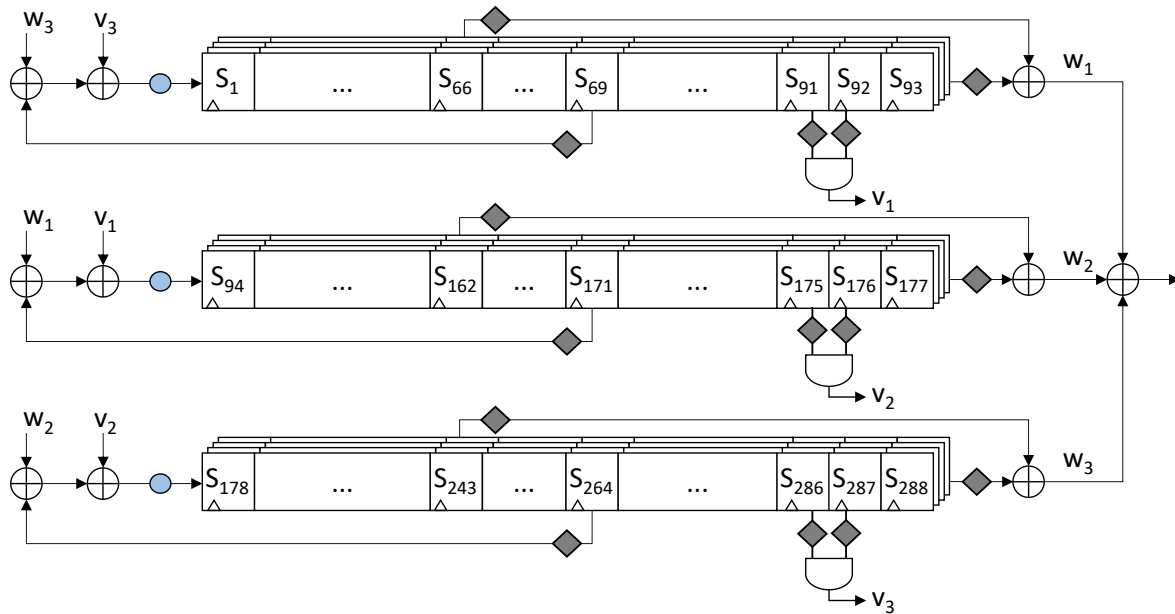 w₃ v₃
S₁ ... S₆₆ ... S₆₉ ... S₉₁ S₉₂ S₉₃ w₁
v₁
w₁ v₁
S₉₄ ... S₁₆₂ ... S₁₇₁ ... S₁₇₅ S₁₇₆ S₁₇₇ w₂
v₂
w₂ v₂
S₁₇₈ ... S₂₄₃ ... S₂₆₄ ... S₂₈₆ S₂₈₇ S₂₈₈ w₃
v₃